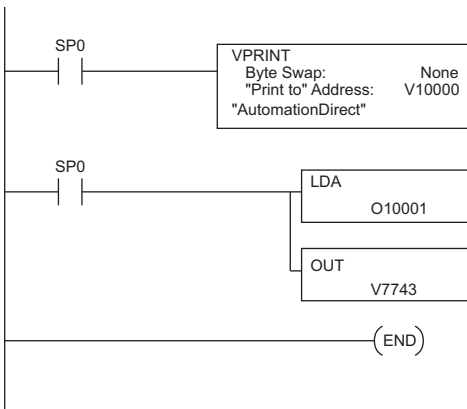 SP0
VPRINT
Byte Swap: None
"Print to" Address: V10000
"AutomationDirect"
SP0
LDA
O10001
OUT
V7743
END